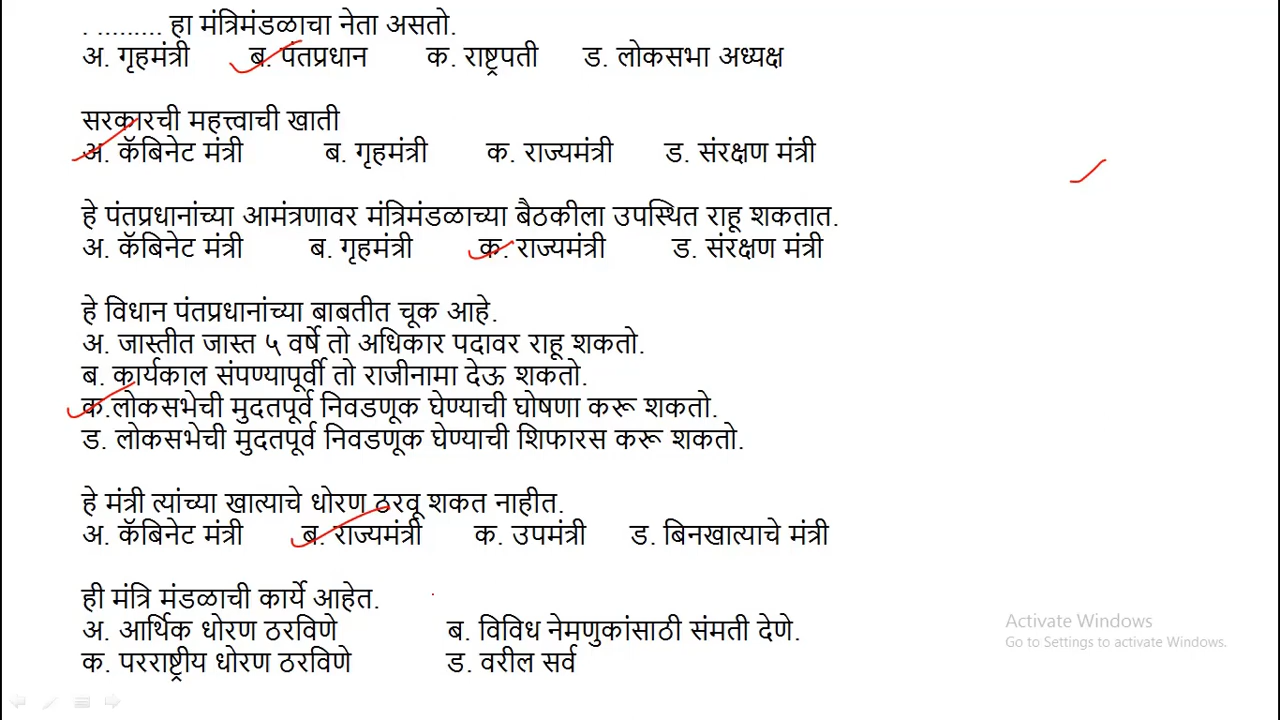 . ......... हा मंत्रिमंडळाचा नेता असतो.
अ. गृहमंत्री ब. पंतप्रधान क. राष्ट्रपती ड. लोकसभा अध्यक्ष
सरकारची महत्त्वाची खाती
अ. कॅबिनेट मंत्री ब. गृहमंत्री क. राज्यमंत्री ड. संरक्षण मंत्री
हे पंतप्रधानांच्या आमंत्रणावर मंत्रिमंडळाच्या बैठकीला उपस्थित राहू शकतात.
अ. कॅबिनेट मंत्री ब. गृहमंत्री क. राज्यमंत्री ड. संरक्षण मंत्री
हे विधान पंतप्रधानांच्या बाबतीत चूक आहे.
अ. जास्तीत जास्त ५ वर्षे तो अधिकार पदावर राहू शकतो.
ब. कार्यकाल संपण्यापूर्वी तो राजीनामा देऊ शकतो.
क.लोकसभेची मुदतपूर्व निवडणूक घेण्याची घोषणा करू शकतो.
ड. लोकसभेची मुदतपूर्व निवडणूक घेण्याची शिफारस करू शकतो.
हे मंत्री त्यांच्या खात्याचे धोरण ठरवू शकत नाहीत.
अ. कॅबिनेट मंत्री ब. राज्यमंत्री क. उपमंत्री ड. बिनखात्याचे मंत्री
ही मंत्रि मंडळाची कार्ये आहेत.
अ. आर्थिक धोरण ठरविणे ब. विविध नेमणुकांसाठी संमती देणे.
क. परराष्ट्रीय धोरण ठरविणे ड. वरील सर्व
Activate Windows
Go to Settings to activate Windows.